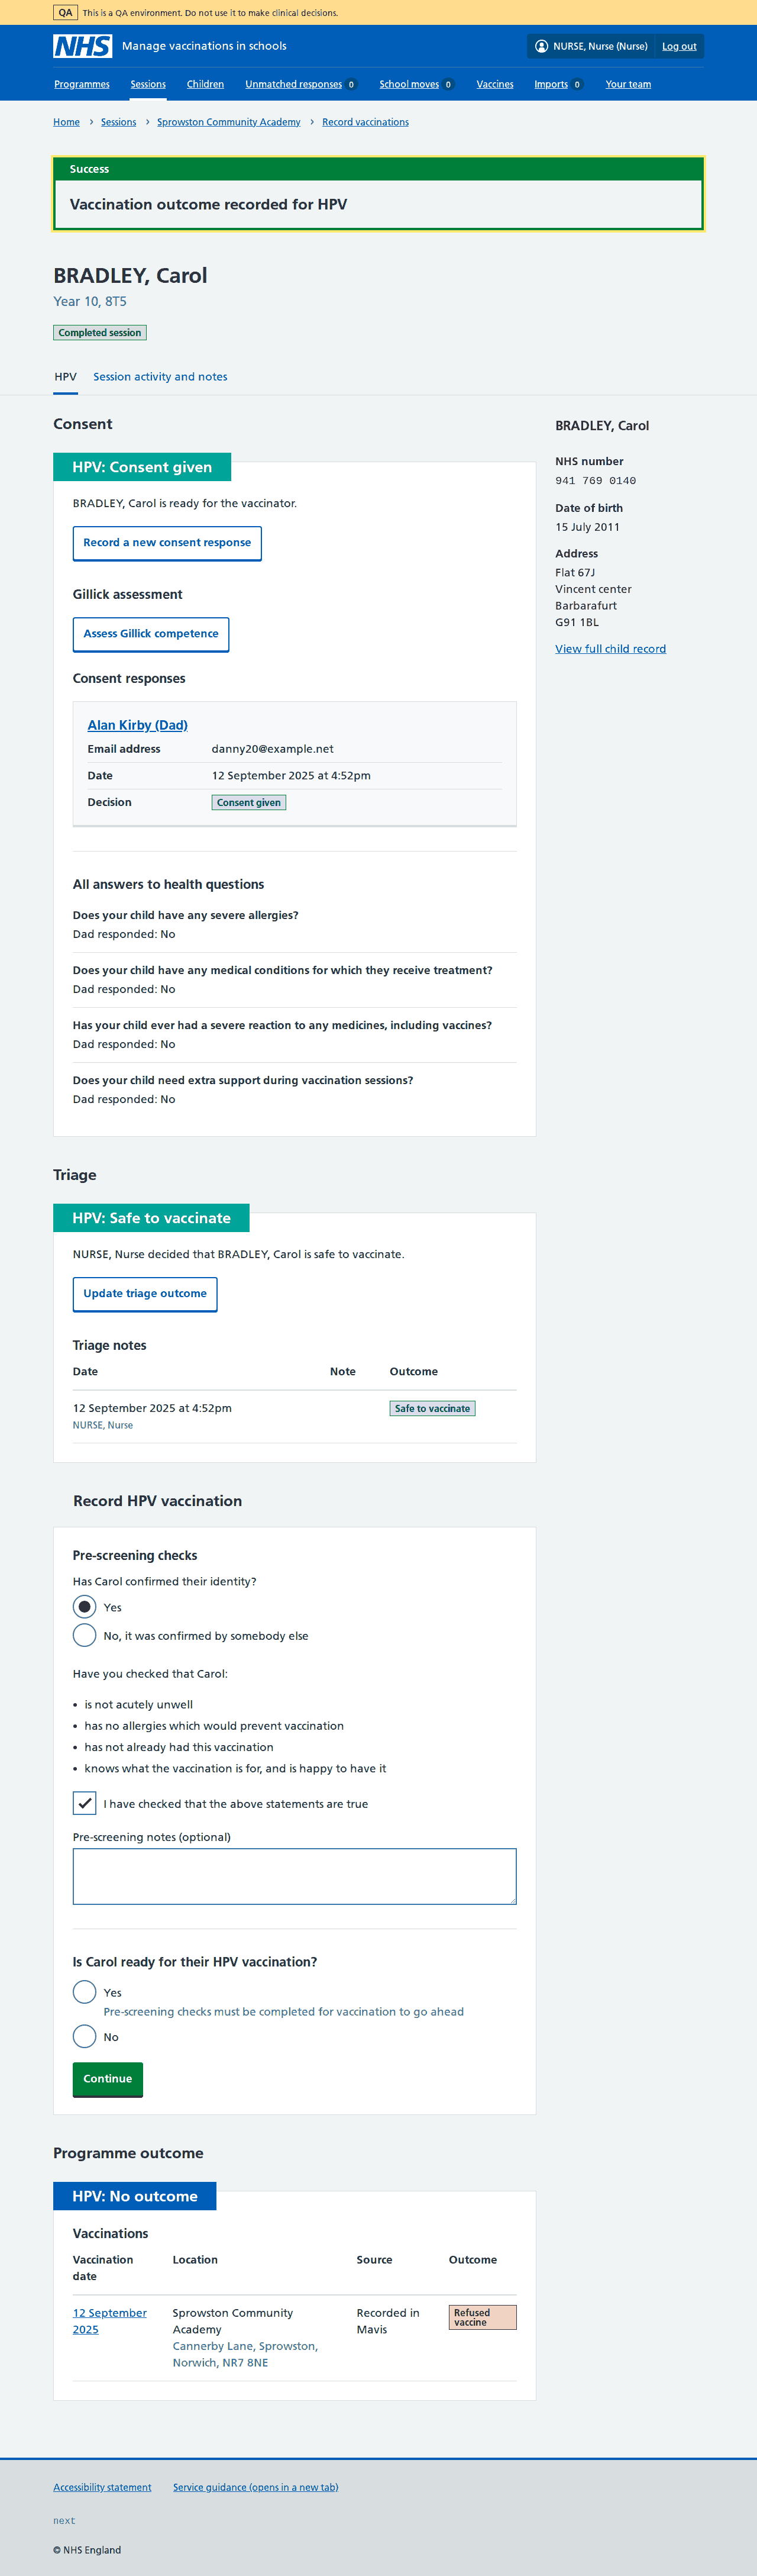 QA This is a QA environment. Do not use it to make clinical decisions.
NHS Manage vaccinations in schools NURSE, Nurse (Nurse) Log out
Programmes Sessions Children Unmatched responses 0 School moves 0 Vaccines Imports 0 Your team
Home Sessions Sprowston Community Academy Record vaccinations
Success
Vaccination outcome recorded for HPV
BRADLEY, Carol
Year 10, 8T5
Completed session
HPV Session activity and notes
Consent
HPV: Consent given
BRADLEY, Carol is ready for the vaccinator.
Record a new consent response
Gillick assessment
Assess Gillick competence
Consent responses
Alan Kirby (Dad)
Email address danny20@example.net
Date 12 September 2025 at 4:52pm
Decision Consent given
All answers to health questions
Does your child have any severe allergies?
Dad responded: No
Does your child have any medical conditions for which they receive treatment?
Dad responded: No
Has your child ever had a severe reaction to any medicines, including vaccines?
Dad responded: No
Does your child need extra support during vaccination sessions?
Dad responded: No
BRADLEY, Carol
NHS number
941 769 0140
Date of birth
15 July 2011
Address
Flat 67J
Vincent center
Barbarafurt
G91 1BL
View full child record
Triage
HPV: Safe to vaccinate
NURSE, Nurse decided that BRADLEY, Carol is safe to vaccinate.
Update triage outcome
Triage notes
Date Note Outcome
12 September 2025 at 4:52pm Safe to vaccinate
NURSE, Nurse
Record HPV vaccination
Pre-screening checks
Has Carol confirmed their identity?
Yes
No, it was confirmed by somebody else
Have you checked that Carol:
• is not acutely unwell
• has no allergies which would prevent vaccination
• has not already had this vaccination
• knows what the vaccination is for, and is happy to have it
I have checked that the above statements are true
Pre-screening notes (optional)
Is Carol ready for their HPV vaccination?
Yes
Pre-screening checks must be completed for vaccination to go ahead
No
Continue
Programme outcome
HPV: No outcome
Vaccinations
Vaccination Location Source Outcome
date
12 September Sprowston Community Recorded in Refused
2025 Academy Mavis vaccine
Cannerby Lane, Sprowston,
Norwich, NR7 8NE
Accessibility statement Service guidance (opens in a new tab)
next
© NHS England